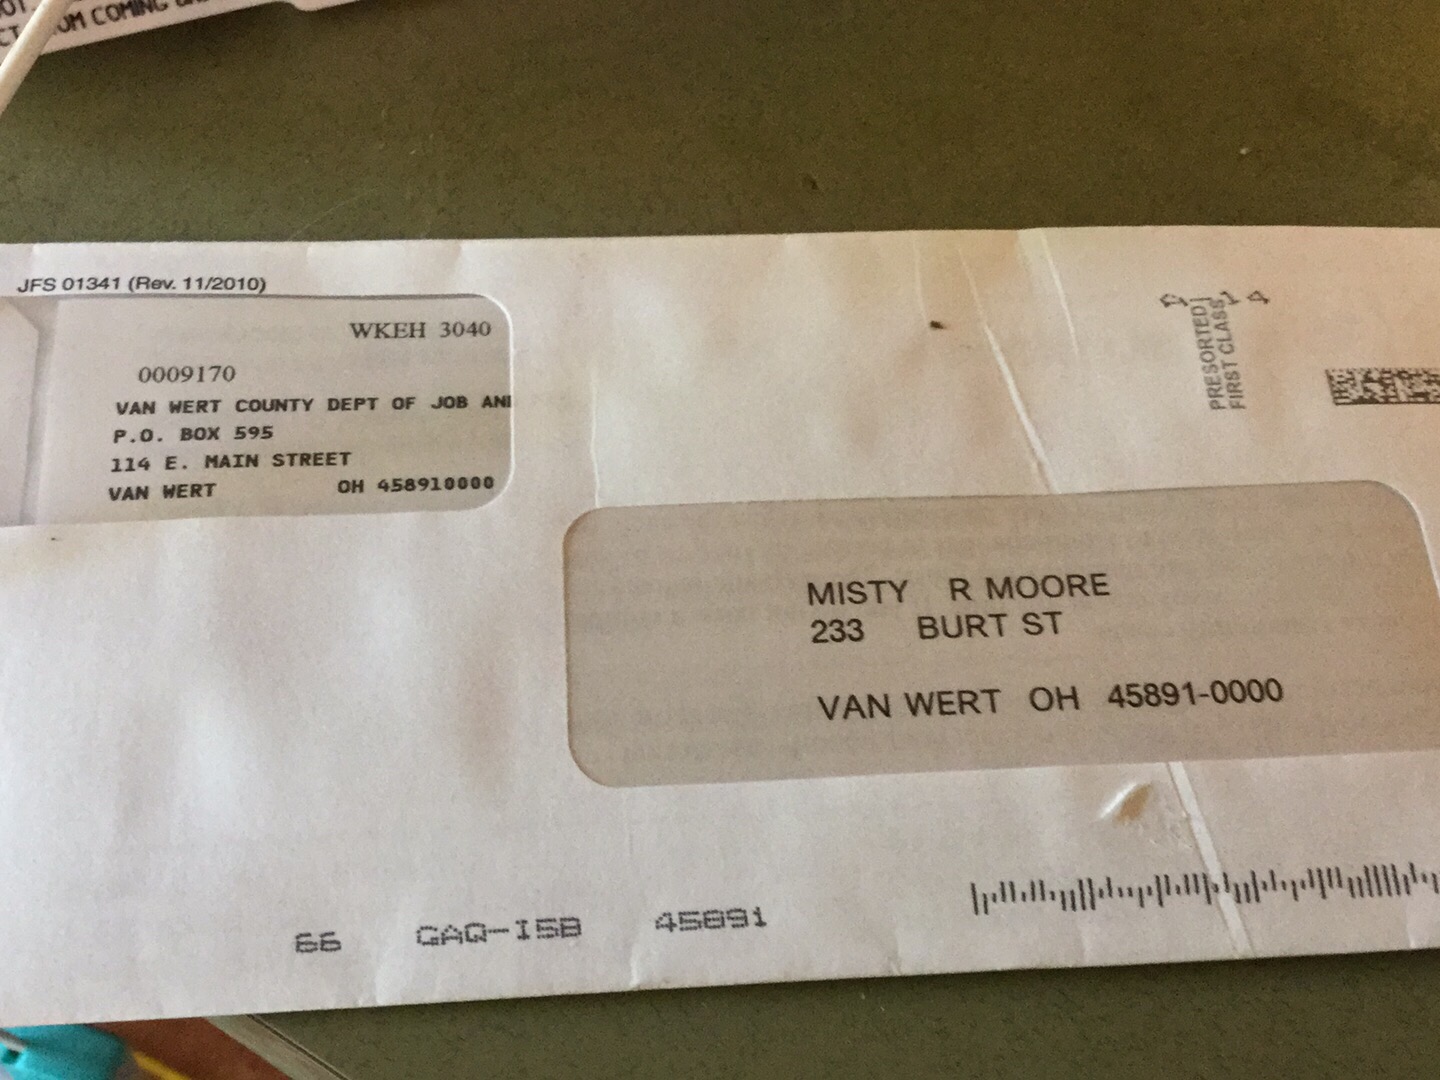 COMING
JFS 01341 (Rev. 11/2010)
WKEH 3040
0009170
VAN WERT COUNTY DEPT OF JOB AND
P.O. BOX 595
114 E. MAIN STREET
VAN WERT OH 458910000
PRESORTED
FIRST CLASS
MISTY R MOORE
233 BURT ST
VAN WERT OH 45891-0000
66 GAQ-I5B 45891